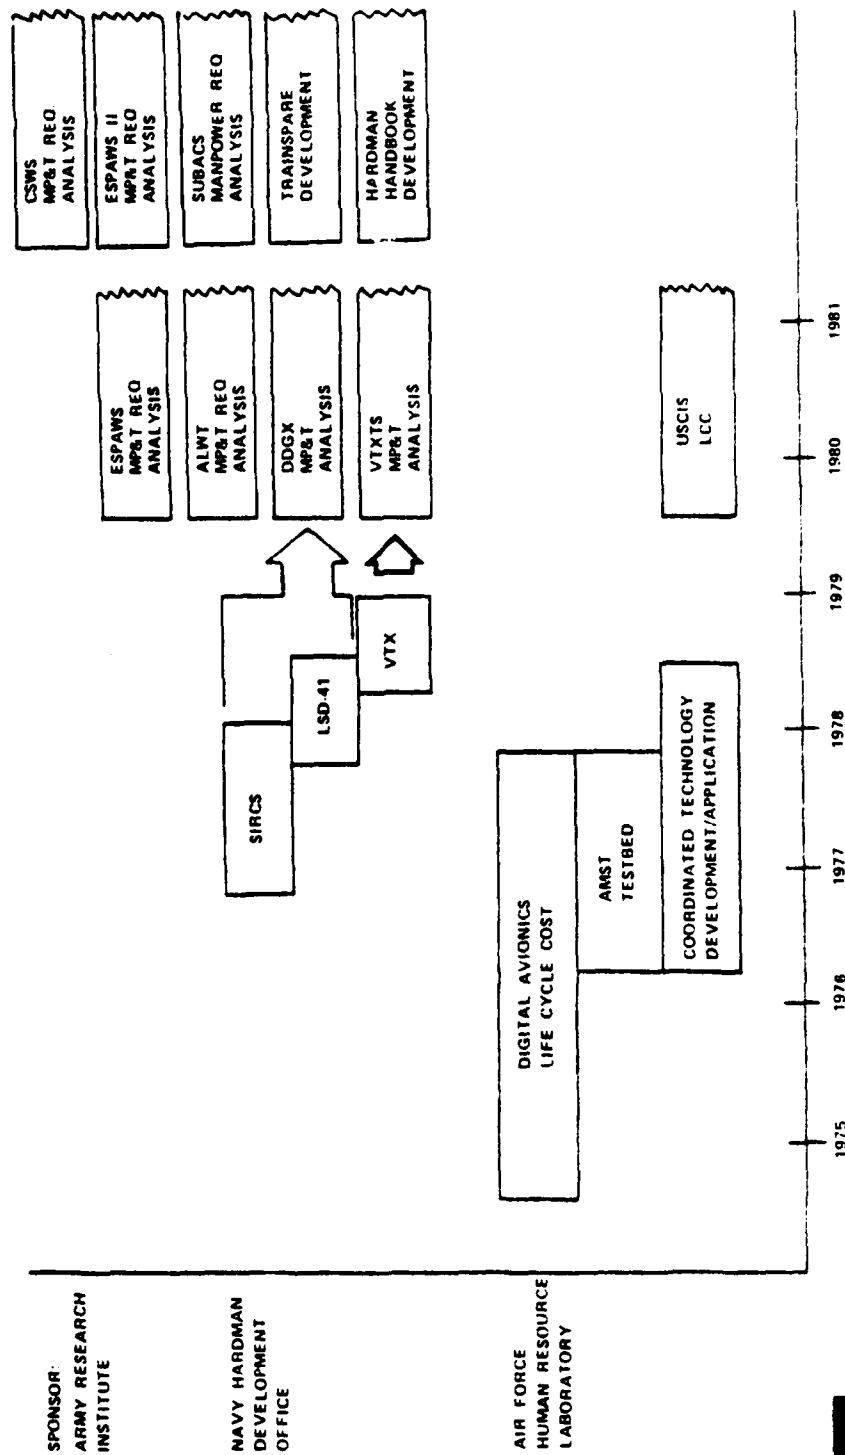 SPONSOR:
ARMY RESEARCH
INSTITUTE
CSWS
MP&T REQ
ANALYSIS
ESPAWS
MP&T REQ
ANALYSIS
ESPAWS II
MP&T REQ
ANALYSIS
NAVY HARDMAN
DEVELOPMENT
OFFICE
ALWT
MP&T REQ
ANALYSIS
SUBACS
MANPOWER REQ
ANALYSIS
SIRCS
LSD-41
DDGX
MP&T
ANALYSIS
TRAINSPARE
DEVELOPMENT
VTX
VTXTS
MP&T
ANALYSIS
HARDMAN
HANDBOOK
DEVELOPMENT
AIR FORCE
HUMAN RESOURCE
LABORATORY
DIGITAL AVIONICS
LIFE CYCLE COST
AMST
TESTBED
COORDINATED TECHNOLOGY
DEVELOPMENT/APPLICATION
USCIS
LCC
1975
1976
1977
1978
1979
1980
1981